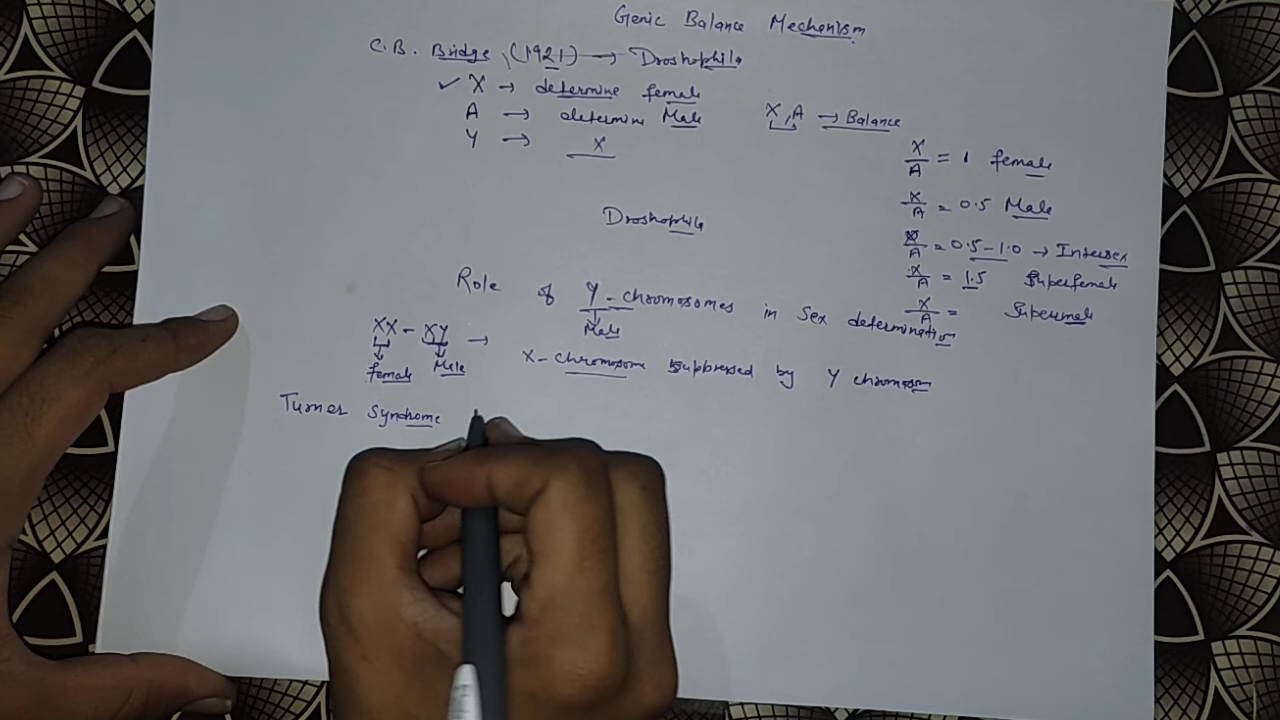 Genic Balance Mechanism
C.B. Bridge (1921) → Droshophila
✓ X → determine female
A → determine Male
Y → X
X, A → Balance
X/A = 1 female
X/A = 0.5 Male
X/A = 0.5-1.0 → Intersex
X/A = 1.5 Superfemale
X/A = Supermale
Droshophila
Role of Y-chromosomes in Sex determination
Male
XX - XY → X-chromosome suppressed by Y chromosom
female Male
Turner Syndrome